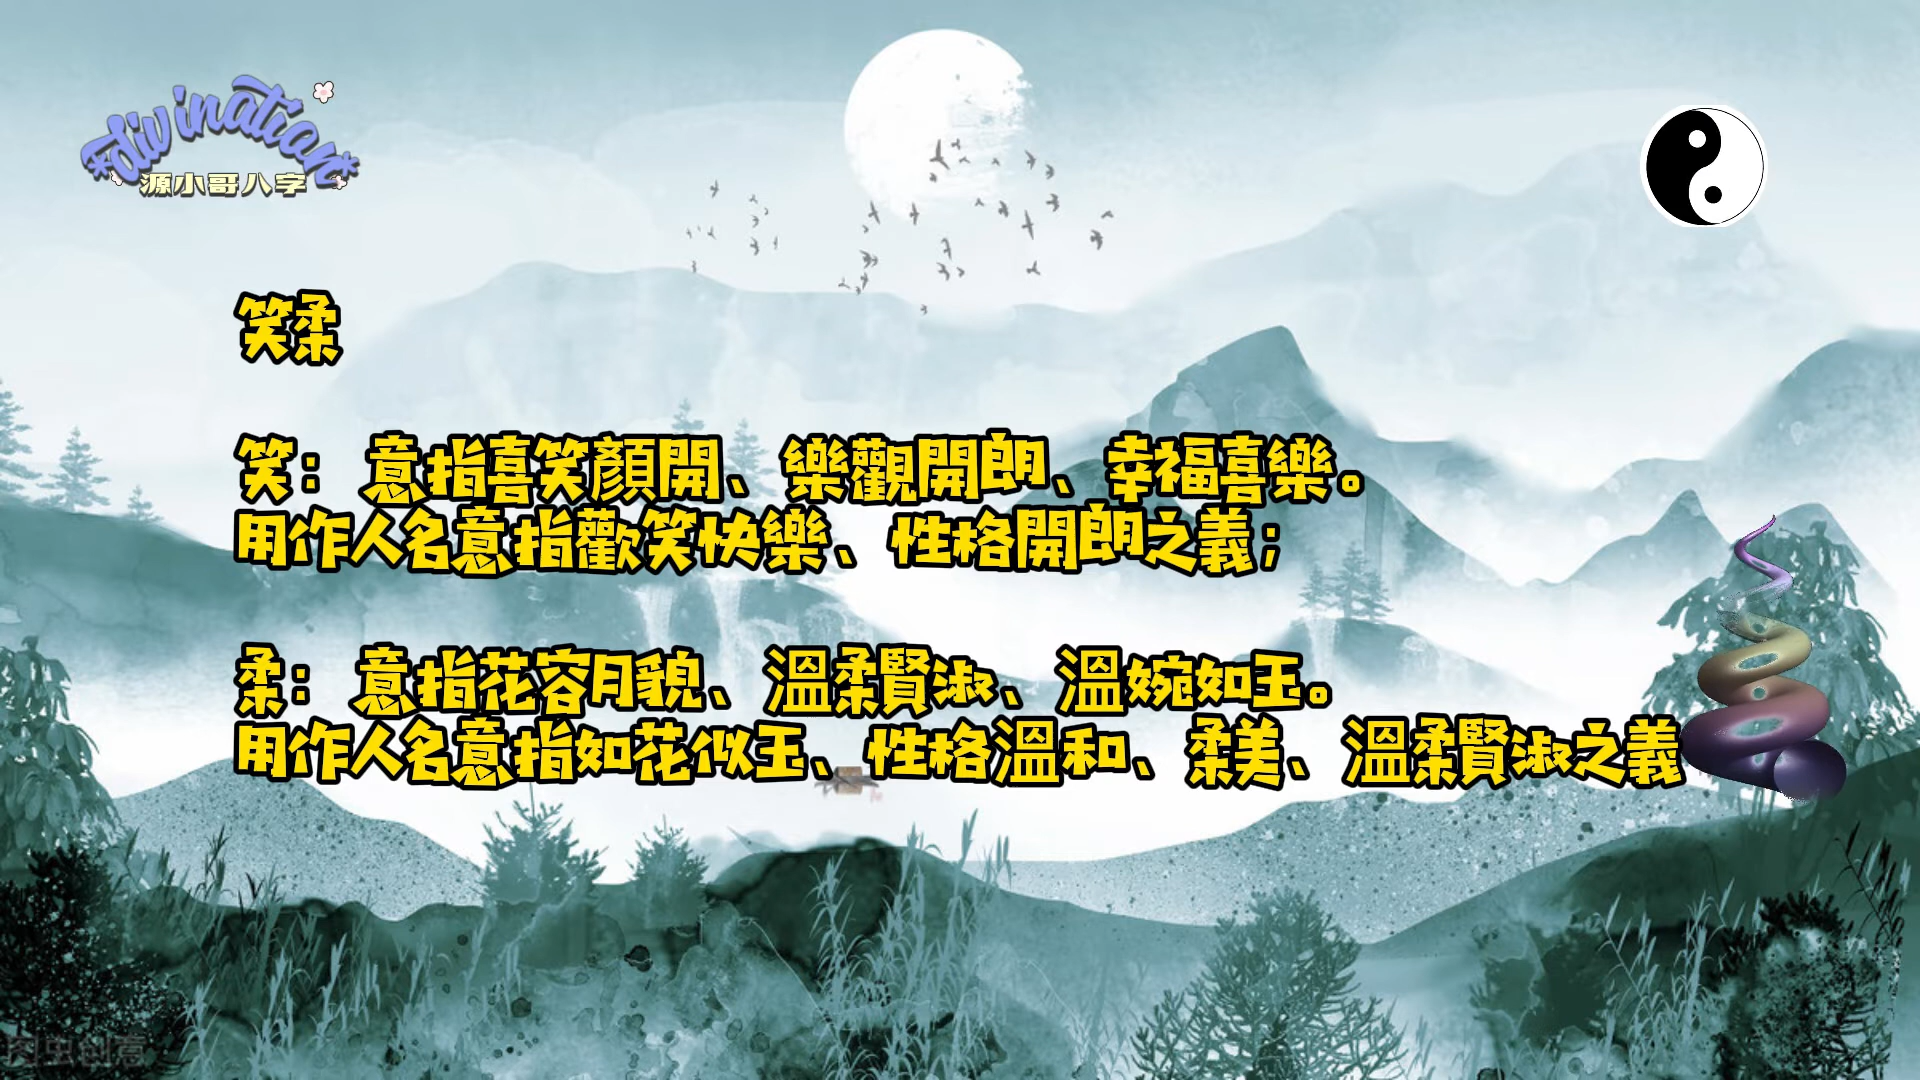 divination
源小哥八字
笑柔
笑：意指喜笑顏開、樂觀開朗、幸福喜樂。
用作人名意指歡笑快樂、性格開朗之義；
柔：意指花容月貌、溫柔賢淑、溫婉如玉。
用作人名意指如花似玉、性格溫和、柔美、溫柔賢淑之義
图虫创意